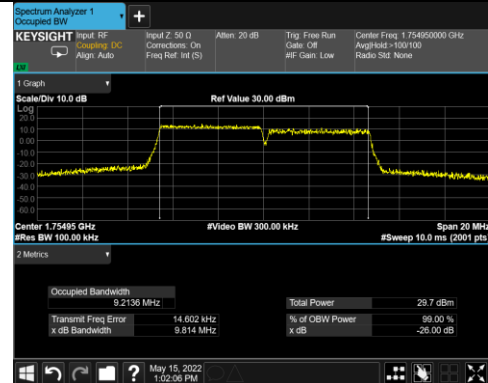 Spectrum Analyzer 1
Occupied BW
KEYSIGHT Input: RF Input Z: 50 Ω Atten: 20 dB Trig: Free Run Center Freq: 1.754950000 GHz
Coupling: DC Corrections: On Gate: Off Avg|Hold:>100/100
Align: Auto Freq Ref: Int (S) #IF Gain: Low Radio Std: None
LXI
1 Graph
Scale/Div 10.0 dB Ref Value 30.00 dBm
Log
20.0
10.0
0.00
-10.0
-20.0
-30.0
-40.0
-50.0
-60.0
Center 1.75495 GHz #Video BW 300.00 kHz Span 20 MHz
#Res BW 100.00 kHz #Sweep 10.0 ms (2001 pts)
2 Metrics
Occupied Bandwidth
9.2136 MHz Total Power 29.7 dBm
Transmit Freq Error 14.602 kHz % of OBW Power 99.00 %
x dB Bandwidth 9.814 MHz x dB -26.00 dB
May 15, 2022
1:02:06 PM